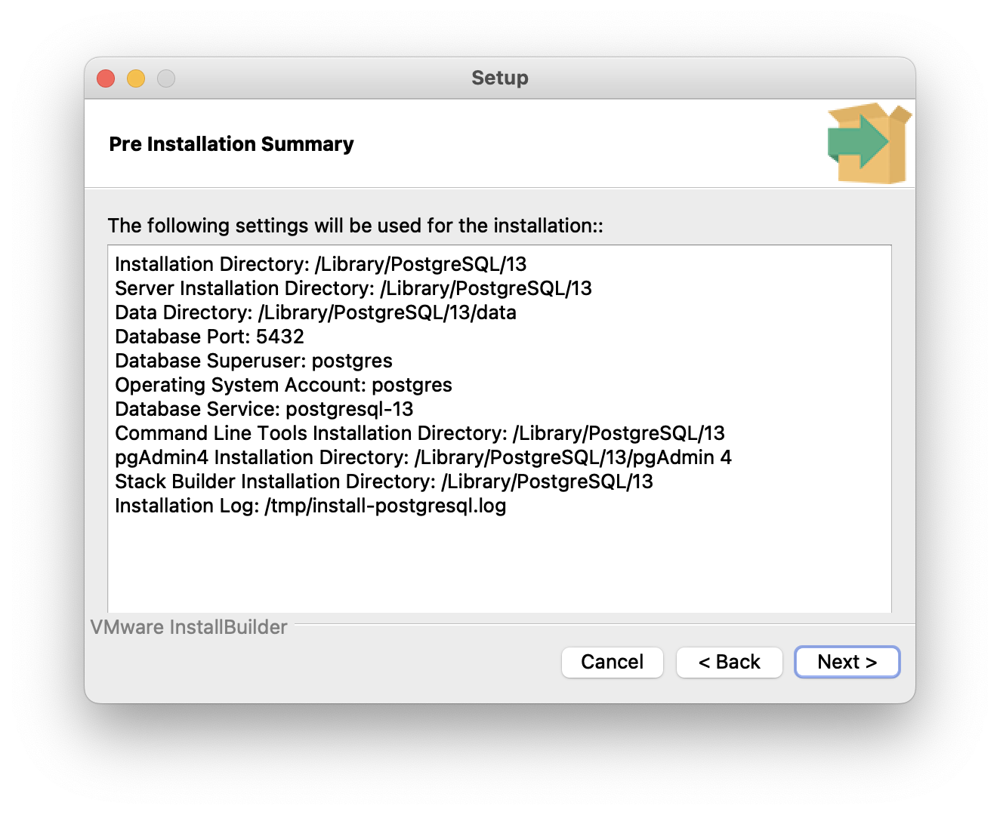 Setup
Pre Installation Summary
The following settings will be used for the installation::
Installation Directory: /Library/PostgreSQL/13
Server Installation Directory: /Library/PostgreSQL/13
Data Directory: /Library/PostgreSQL/13/data
Database Port: 5432
Database Superuser: postgres
Operating System Account: postgres
Database Service: postgresql-13
Command Line Tools Installation Directory: /Library/PostgreSQL/13
pgAdmin4 Installation Directory: /Library/PostgreSQL/13/pgAdmin 4
Stack Builder Installation Directory: /Library/PostgreSQL/13
Installation Log: /tmp/install-postgresql.log
VMware InstallBuilder
Cancel
< Back
Next >